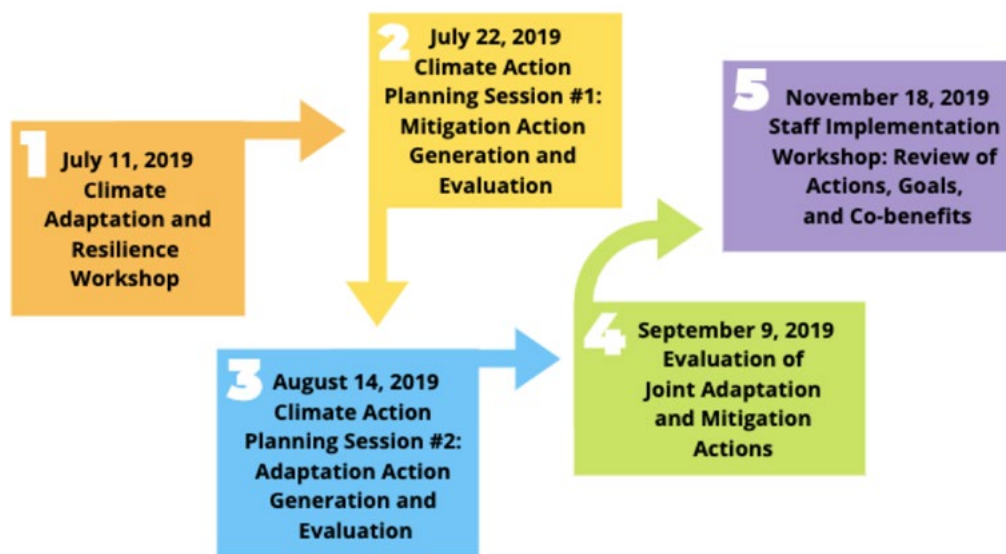 1
July 11, 2019
Climate
Adaptation and
Resilience
Workshop
2
July 22, 2019
Climate Action
Planning Session #1:
Mitigation Action
Generation and
Evaluation
3
August 14, 2019
Climate Action
Planning Session #2:
Adaptation Action
Generation and
Evaluation
4
September 9, 2019
Evaluation of
Joint Adaptation
and Mitigation
Actions
5
November 18, 2019
Staff Implementation
Workshop: Review of
Actions, Goals,
and Co-benefits